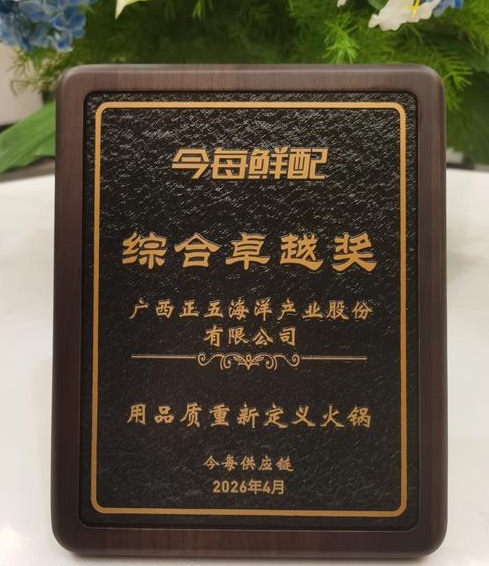 今每鲜配
综合卓越奖
广西正五海洋产业股份
有限公司
用品质重新定义火锅
今每供应链
2026年4月